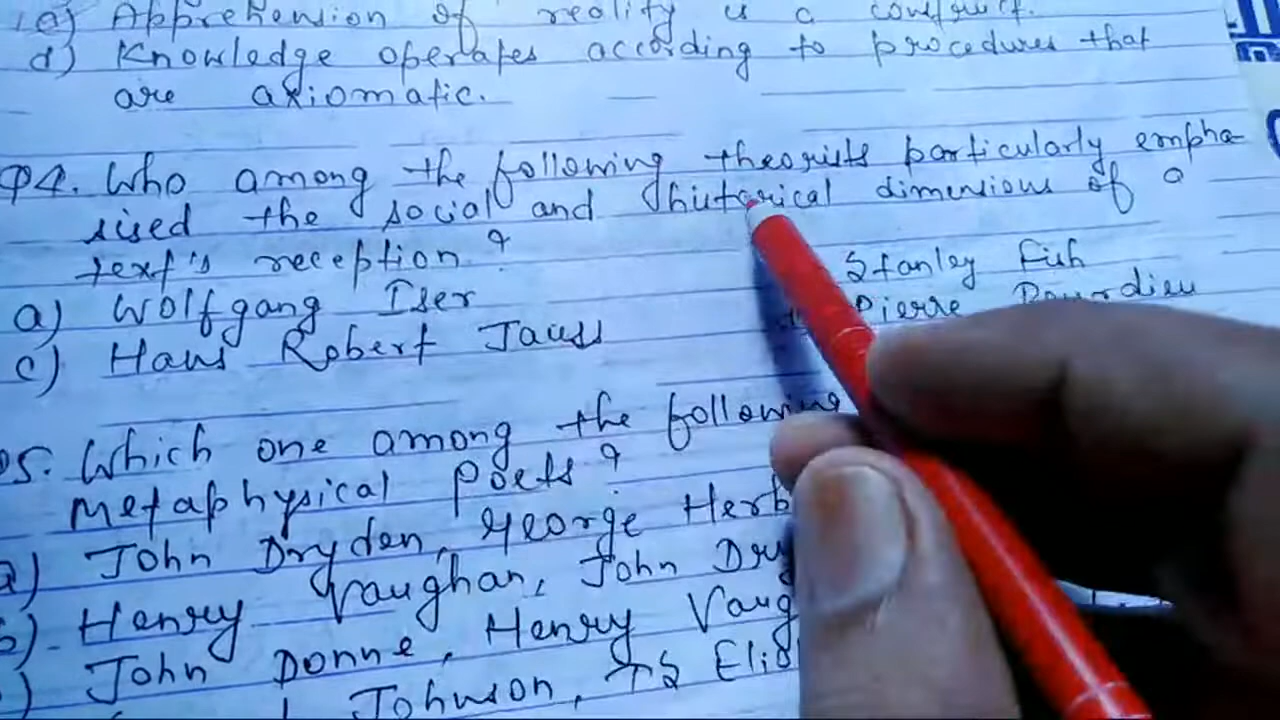 c) Apprehension of reality is a construct.
d) Knowledge operates according to procedures that
are axiomatic.
Q4. Who among the following theorists particularly empha-
sised the social and historical dimensions of a
text's reception?
a) Wolfgang Iser Stanley Fish
c) Hans Robert Jauss Pierre Bourdieu
Q5. Which one among the following
Metaphysical Poets?
a) John Dryden, George Herb
b) Henry Vaughan, John Dry
c) John Donne, Henry Vaug
Johnson, TS Elio